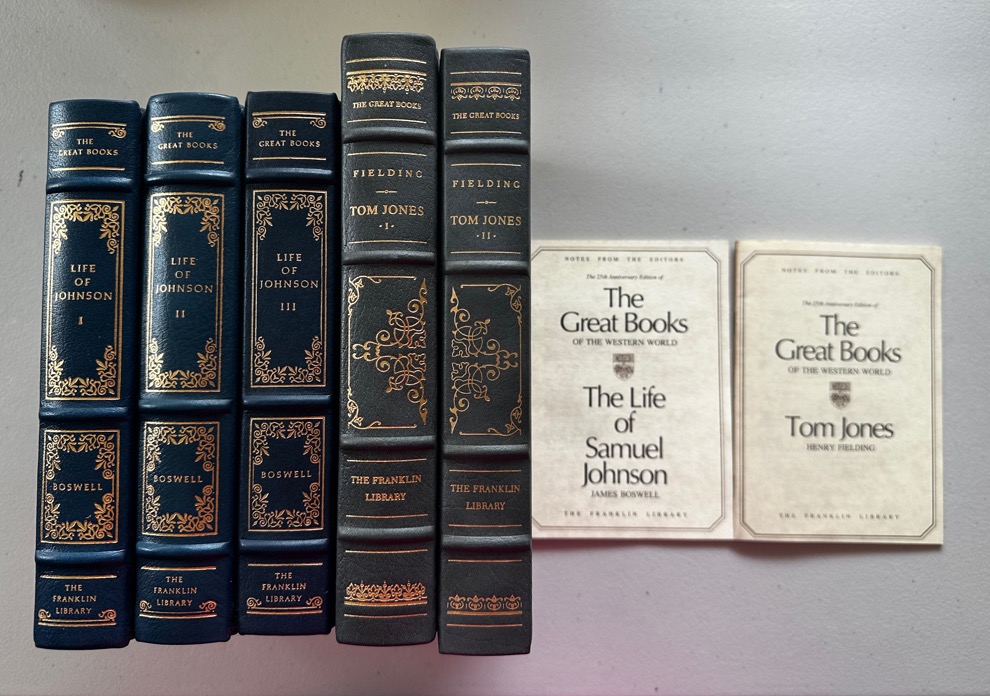 THE
GREAT BOOKS
LIFE
OF
JOHNSON
I
BOSWELL
THE
FRANKLIN
LIBRARY
THE
GREAT BOOKS
LIFE
OF
JOHNSON
II
BOSWELL
THE
FRANKLIN
LIBRARY
THE
GREAT BOOKS
LIFE
OF
JOHNSON
III
BOSWELL
THE
FRANKLIN
LIBRARY
THE GREAT BOOKS
FIELDING
TOM JONES
·I·
THE FRANKLIN
LIBRARY
THE GREAT BOOKS
FIELDING
TOM JONES
·II·
THE FRANKLIN
LIBRARY
NOTES FROM THE EDITORS
The 25th Anniversary Edition of
The
Great Books
OF THE WESTERN WORLD
The Life
of
Samuel
Johnson
JAMES BOSWELL
THE FRANKLIN LIBRARY
NOTES FROM THE EDITORS
The 25th Anniversary Edition of
The
Great Books
OF THE WESTERN WORLD
Tom Jones
HENRY FIELDING
THE FRANKLIN LIBRARY